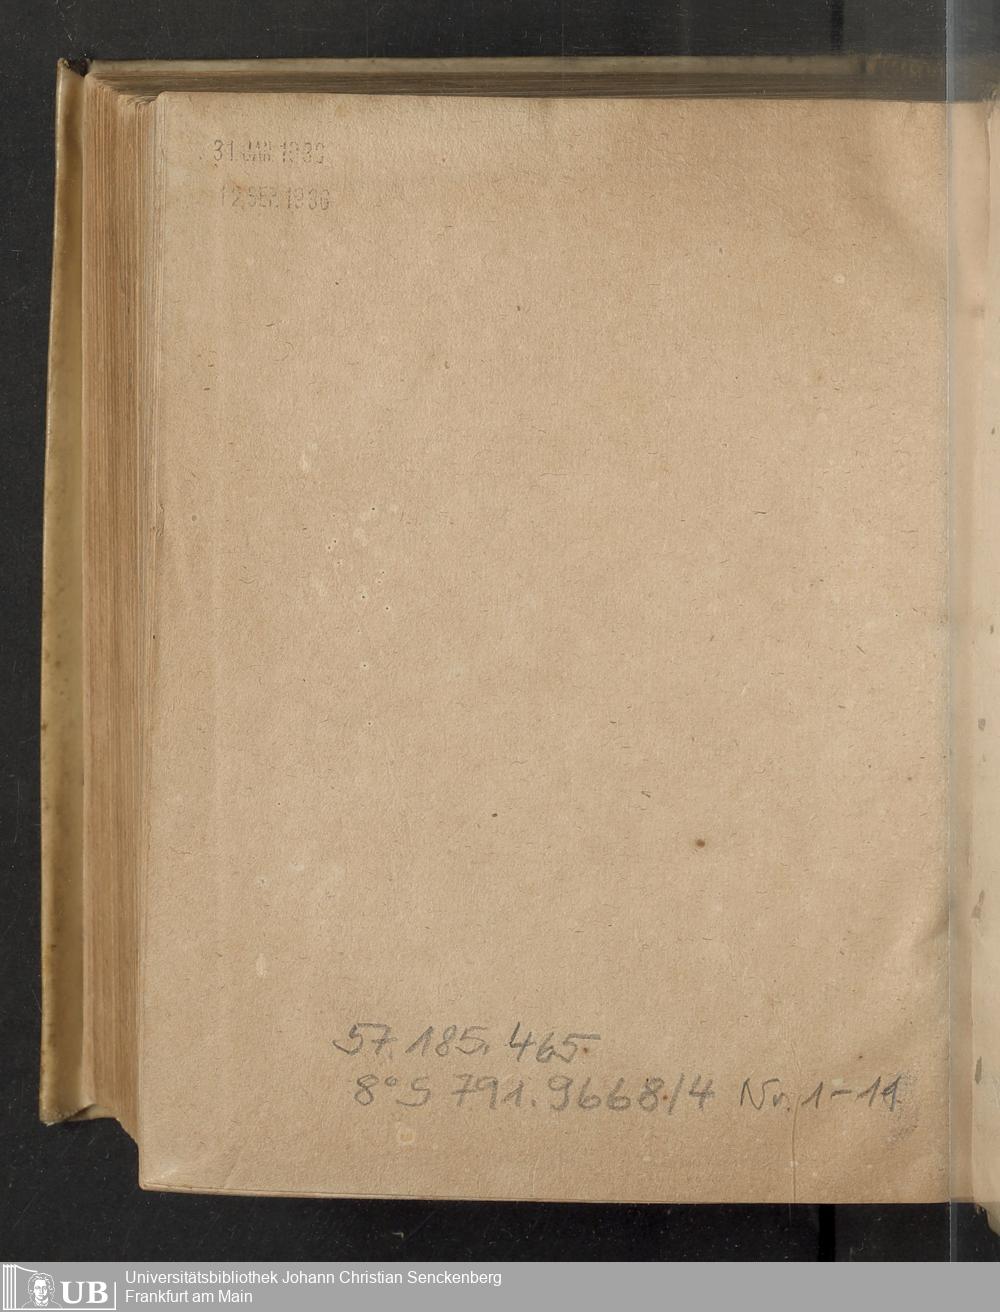 31. JAN. 1930
12. SEP. 1930
57.185.465
8° S 791.9668/4 Nr. 1-11
UB
Universitätsbibliothek Johann Christian Senckenberg
Frankfurt am Main